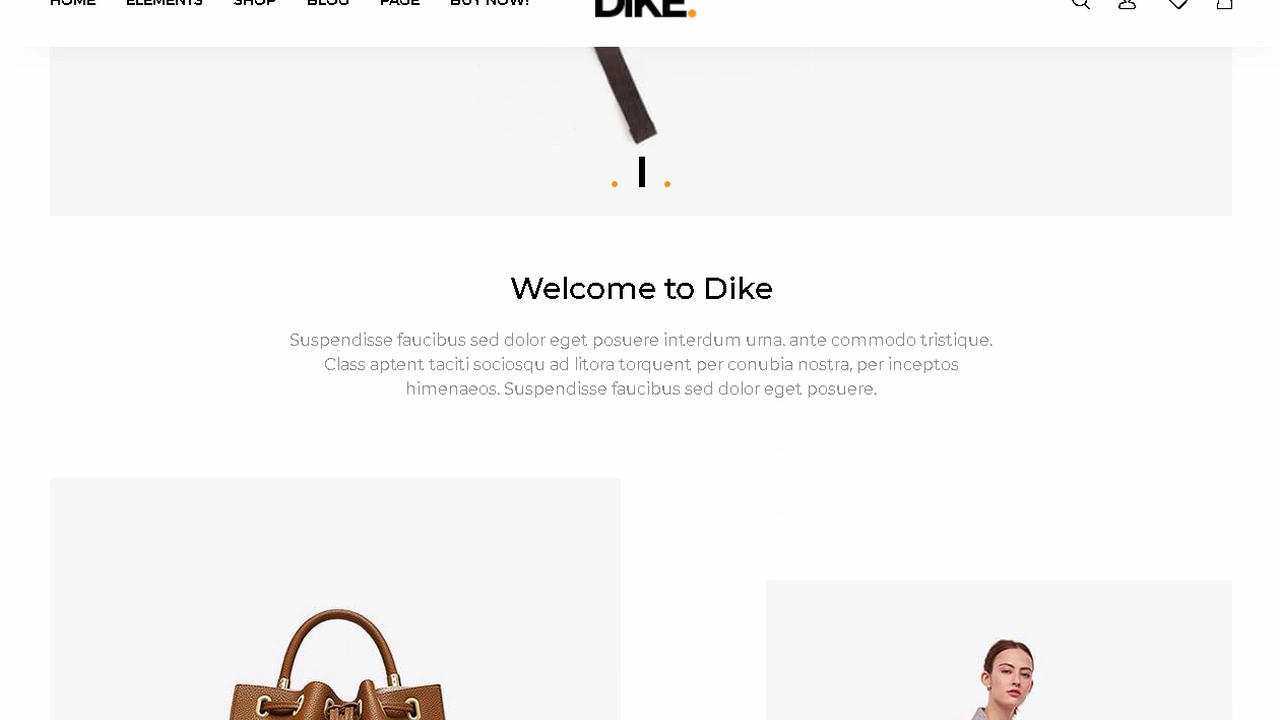 HOME ELEMENTS SHOP BLOG PAGE BUY NOW!
DIKE.
Welcome to Dike
Suspendisse faucibus sed dolor eget posuere interdum urna. ante commodo tristique.
Class aptent taciti sociosqu ad litora torquent per conubia nostra, per inceptos
himenaeos. Suspendisse faucibus sed dolor eget posuere.